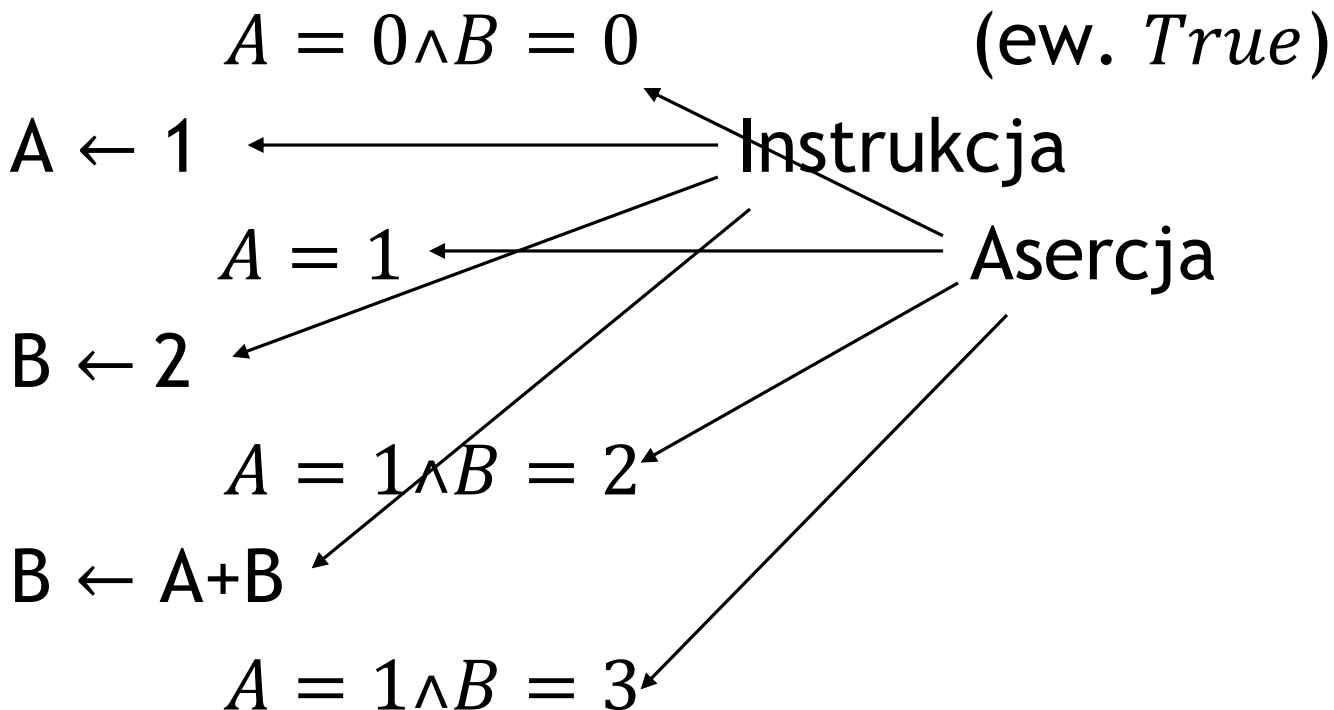 A = 0∧B = 0 (ew. True)
A ← 1 Instrukcja
A = 1 Asercja
B ← 2
A = 1∧B = 2
B ← A+B
A = 1∧B = 3